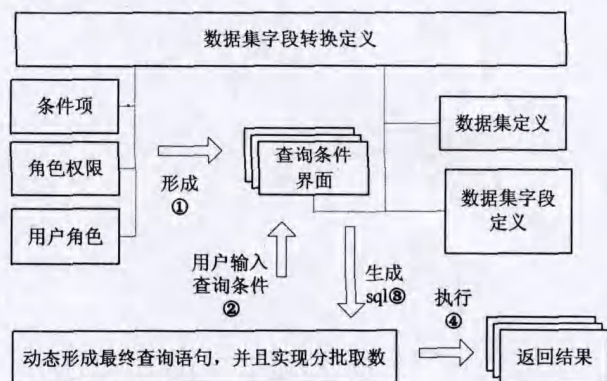 数据集字段转换定义
条件项
角色权限
用户角色
形成
①
查询条件
界面
数据集定义
数据集字段
定义
用户输入
查询条件
②
生成
sql③
执行
④
动态形成最终查询语句，并且实现分批取数
返回结果